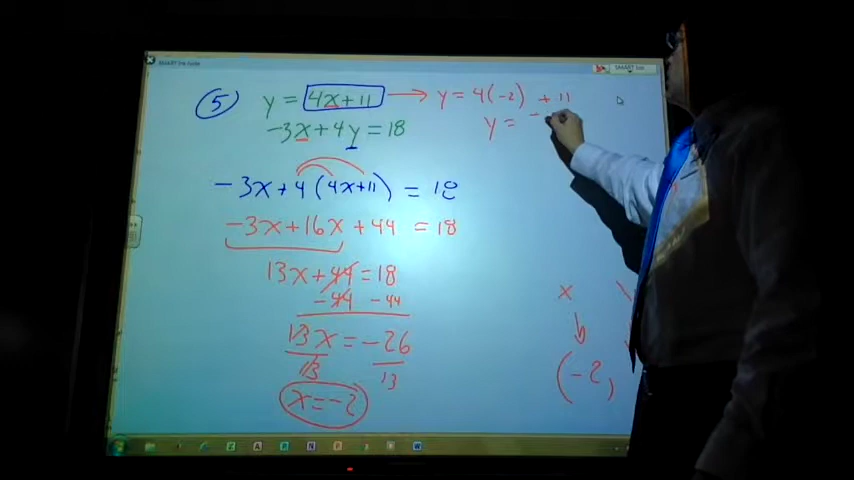 5
y = 4x+11 → y = 4(-2) + 11
-3x+4y = 18
y = -
-3x+4(4x+11) = 18
-3x+16x+44 = 18
13x+44 = 18
-44 -44
13x = -26
13 13
x = -2
x
(-2,